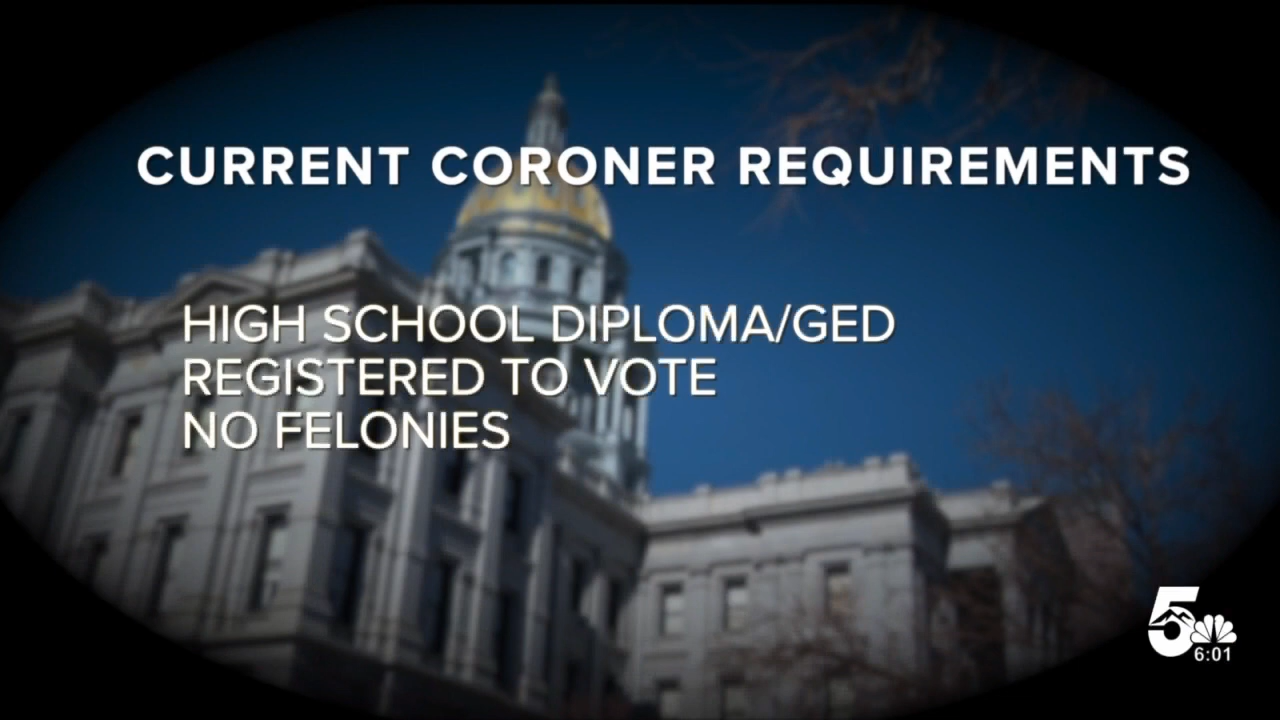 CURRENT CORONER REQUIREMENTS
HIGH SCHOOL DIPLOMA/GED
REGISTERED TO VOTE
NO FELONIES
5
6:01